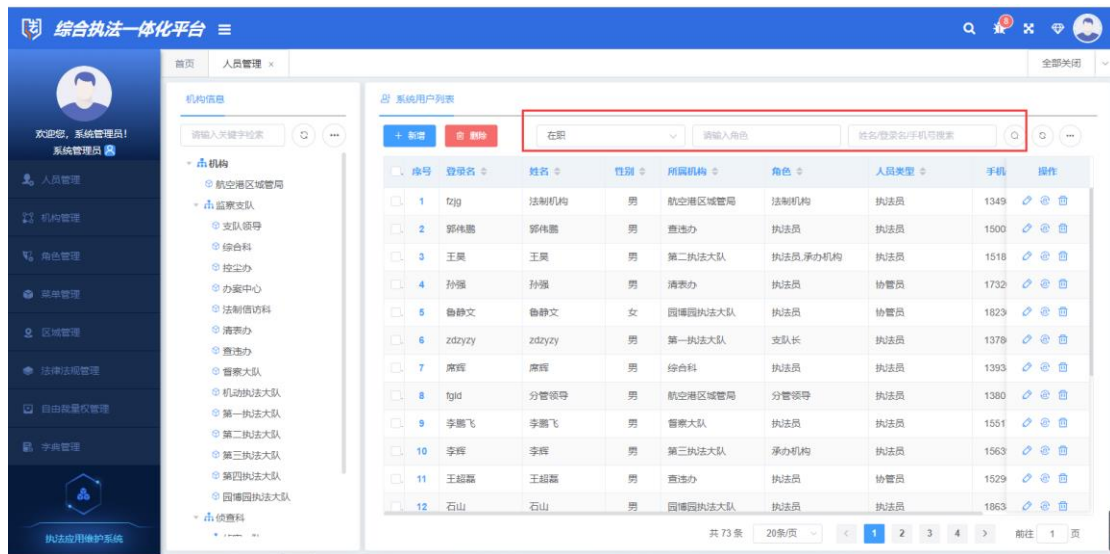 综合执法一体化平台
8
首页 人员管理 × 全部关闭
欢迎您，系统管理员！
系统管理员
人员管理
机构管理
角色管理
菜单管理
区域管理
法律法规管理
自由裁量权管理
字典管理
执法应用维护系统
机构信息
请输入关键字检索
机构
航空港区城管局
监察支队
支队领导
综合科
控尘办
办案中心
法制信访科
清表办
查违办
督察大队
机动执法大队
第一执法大队
第二执法大队
第三执法大队
第四执法大队
园博园执法大队
侦查科
系统用户列表
+ 新增 删除 在职 请输入角色 姓名/登录名/手机号搜索
序号 登录名 姓名 性别 所属机构 角色 人员类型 手机 操作
1 fzjg 法制机构 男 航空港区城管局 法制机构 执法员 1349
2 郭伟鹏 郭伟鹏 男 查违办 执法员 执法员 1500
3 王昊 王昊 男 第二执法大队 执法员,承办机构 执法员 1518
4 孙强 孙强 男 清表办 执法员 协管员 1732
5 鲁静文 鲁静文 女 园博园执法大队 执法员 协管员 1823
6 zdzyzy zdzyzy 男 第一执法大队 支队长 执法员 1378
7 席辉 席辉 男 综合科 执法员 执法员 1393
8 fgld 分管领导 男 航空港区城管局 分管领导 执法员 1380
9 李鹏飞 李鹏飞 男 督察大队 执法员 执法员 1551
10 李辉 李辉 男 第三执法大队 承办机构 执法员 1563
11 王超磊 王超磊 男 查违办 执法员 协管员 1529
12 石山 石山 男 园博园执法大队 执法员 执法员 1863
共 73 条 20条/页 < 1 2 3 4 > 前往 1 页